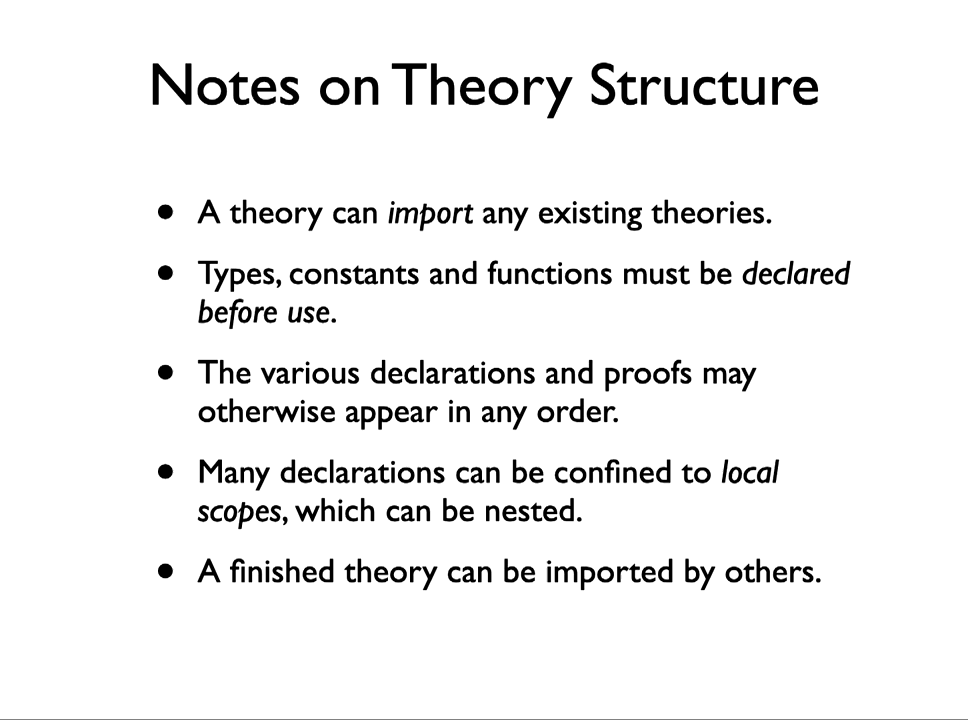 Notes on Theory Structure
• A theory can import any existing theories.
• Types, constants and functions must be declared
before use.
• The various declarations and proofs may
otherwise appear in any order.
• Many declarations can be confined to local
scopes, which can be nested.
• A finished theory can be imported by others.